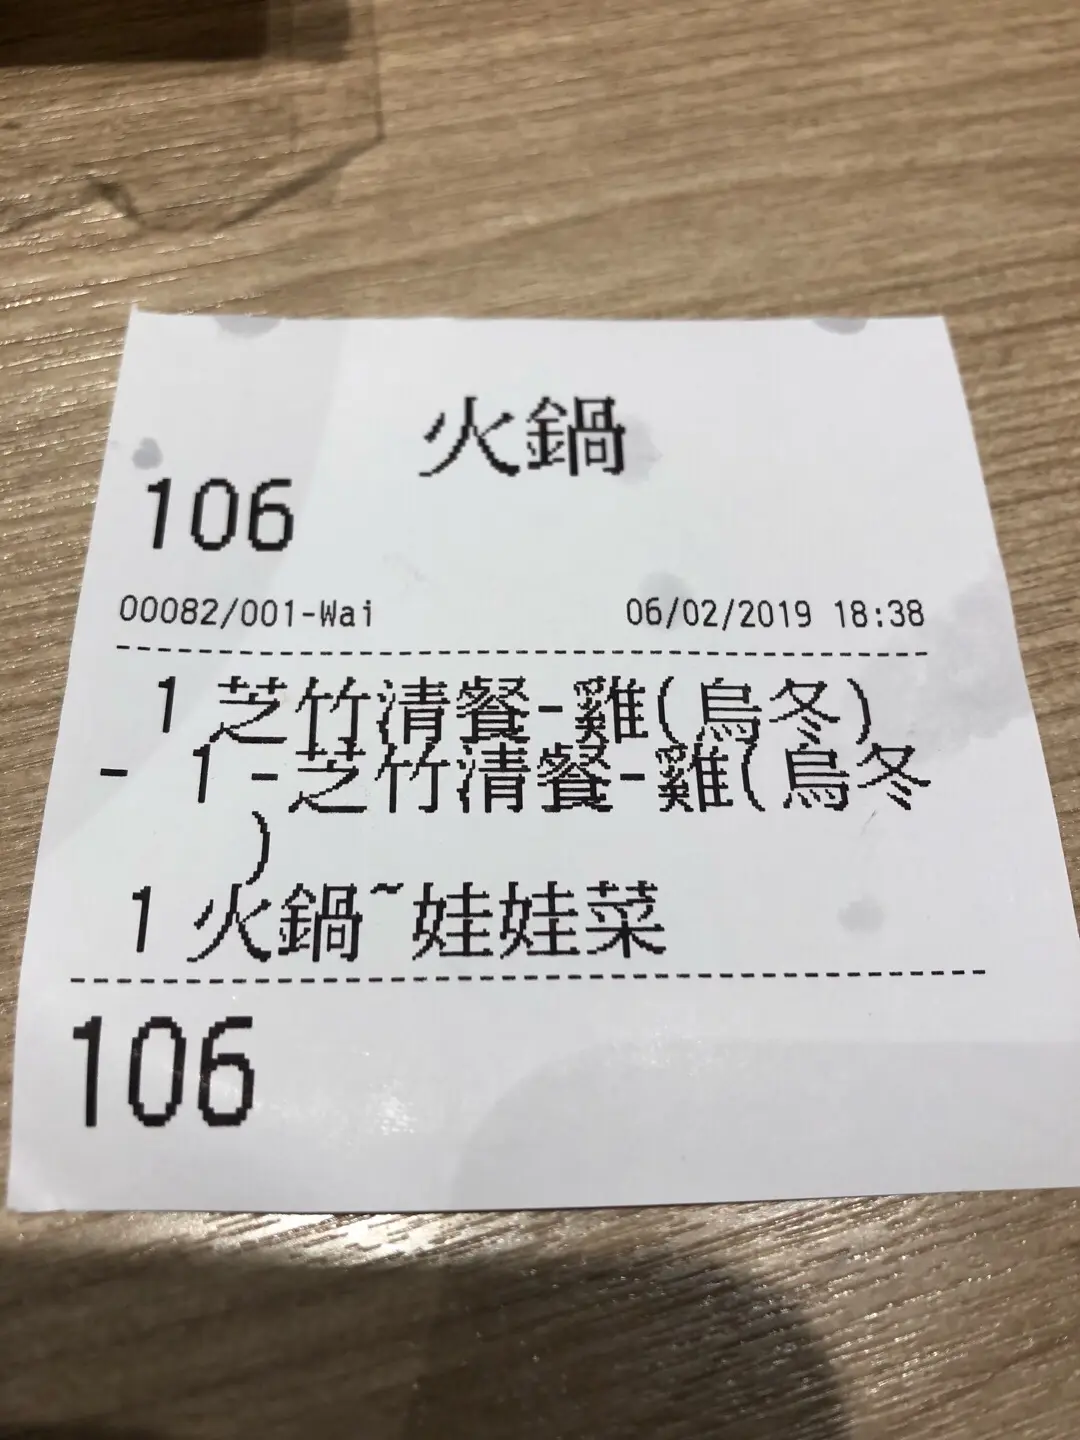 火鍋
106
00082/001-Wai 06/02/2019 18:38
1 芝竹清餐-雞(烏冬)
- 1 -芝竹清餐-雞(烏冬
)
1 火鍋~娃娃菜
106